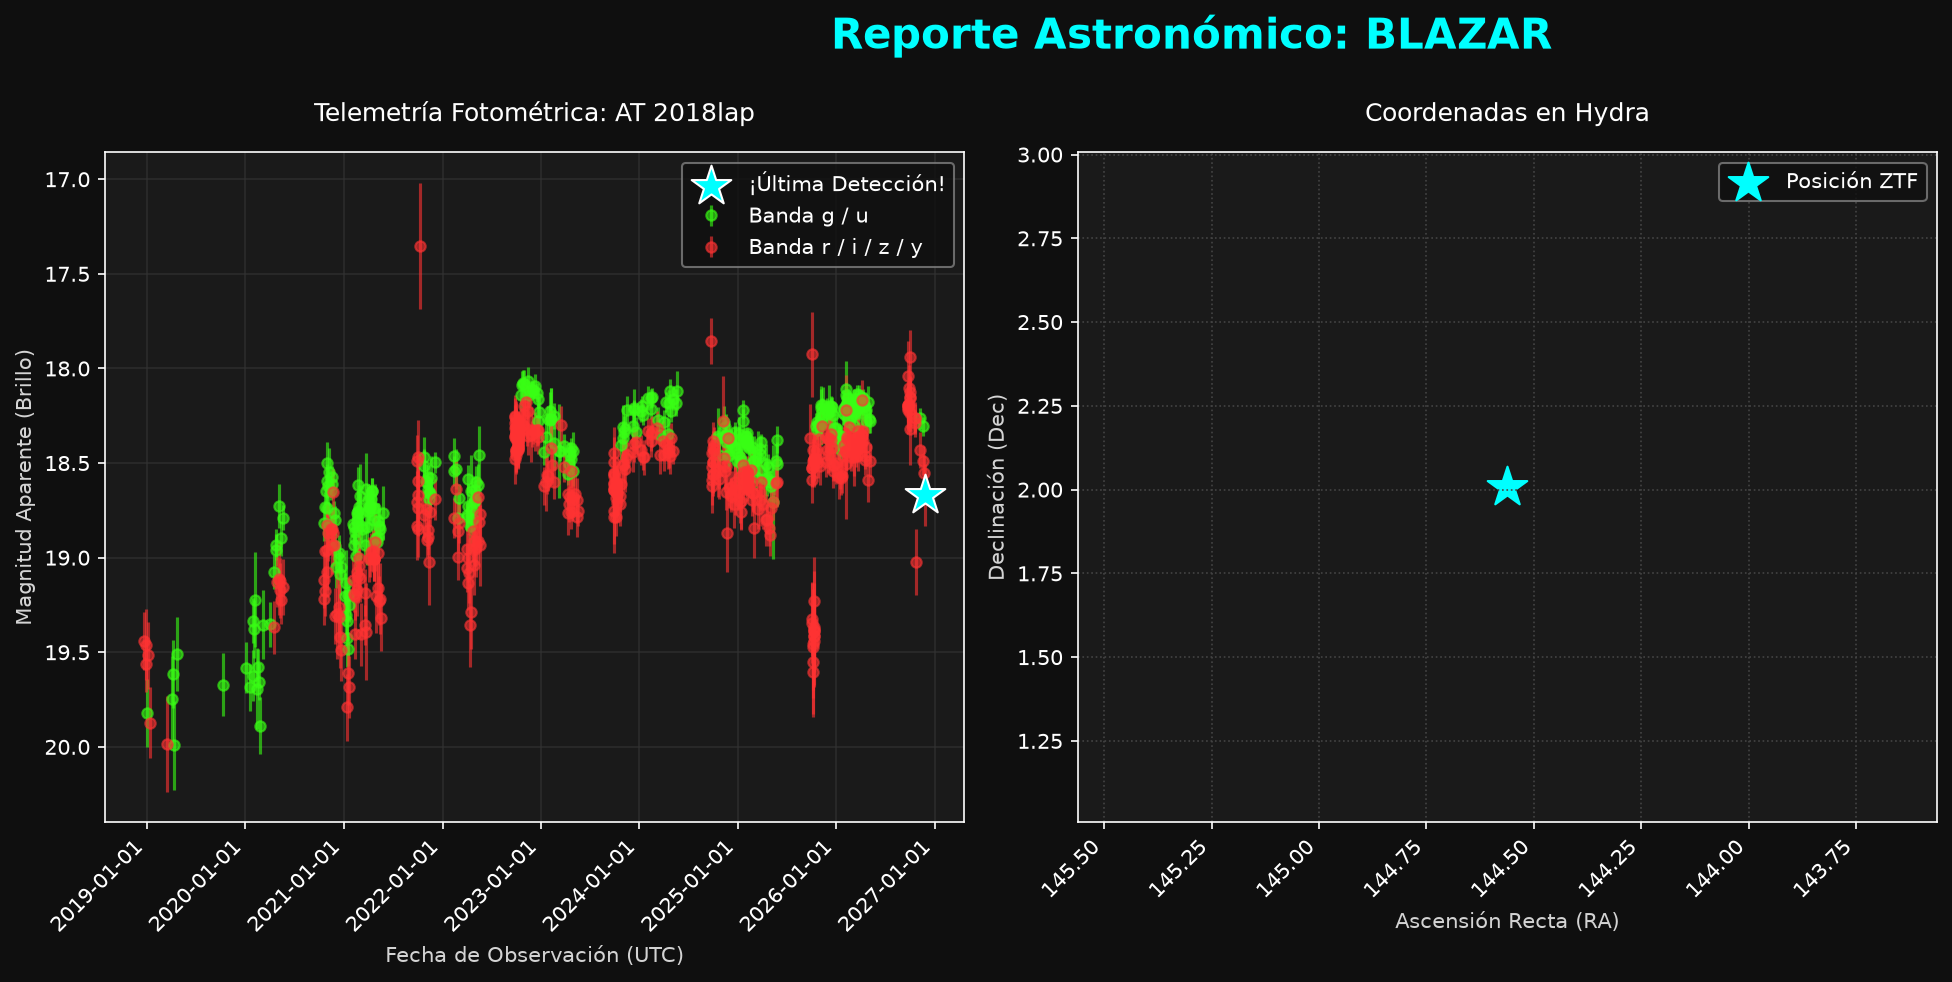 Reporte Astronómico: BLAZAR
Telemetría Fotométrica: AT 2018lap
Magnitud Aparente (Brillo)
17.0
17.5
18.0
18.5
19.0
19.5
20.0
¡Última Detección!
Banda g / u
Banda r / i / z / y
2019-01-01
2020-01-01
2021-01-01
2022-01-01
2023-01-01
2024-01-01
2025-01-01
2026-01-01
2027-01-01
Fecha de Observación (UTC)
Coordenadas en Hydra
Declinación (Dec)
3.00
2.75
2.50
2.25
2.00
1.75
1.50
1.25
Posición ZTF
145.50
145.25
145.00
144.75
144.50
144.25
144.00
143.75
Ascensión Recta (RA)